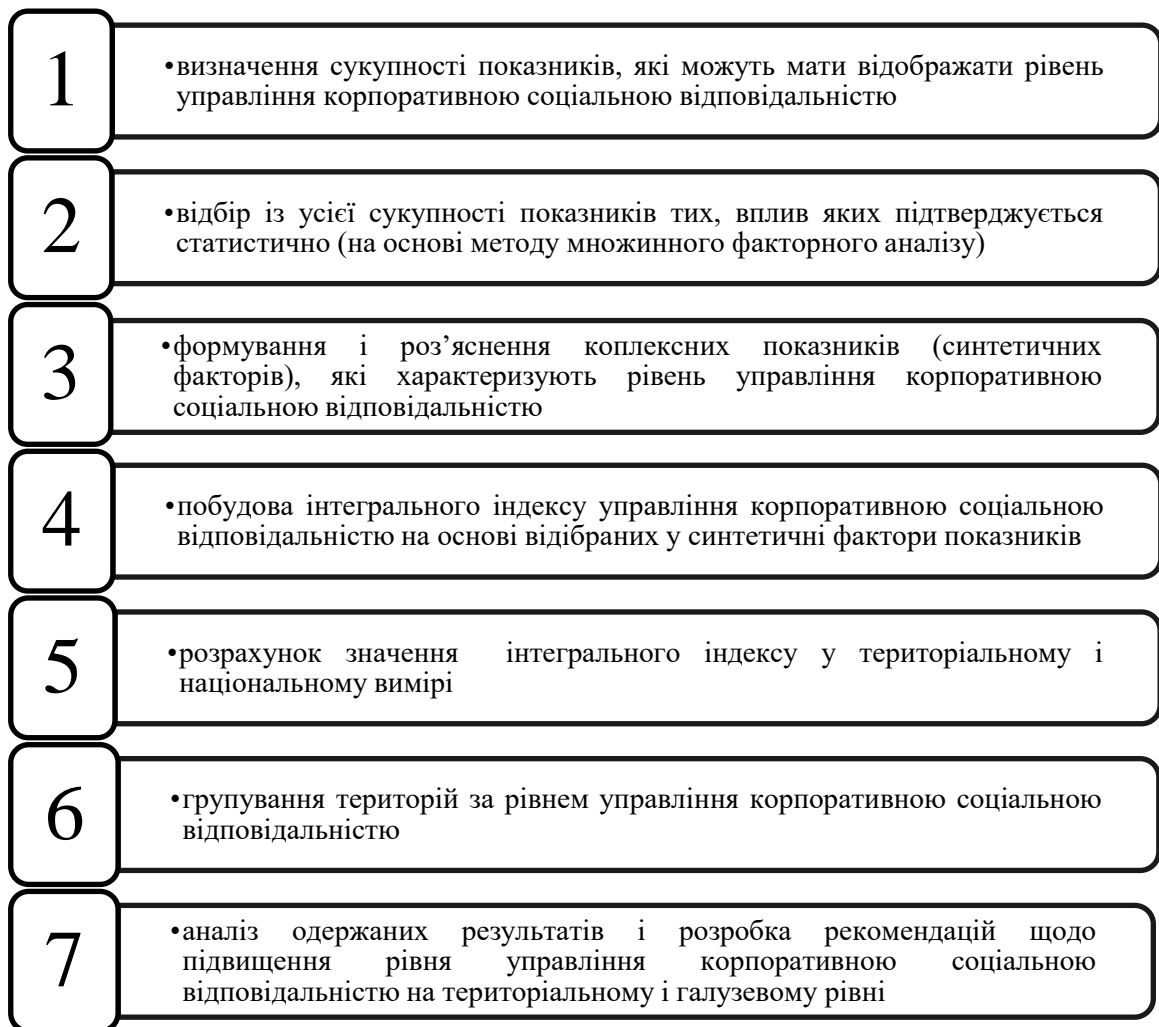 1
•визначення сукупності показників, які можуть мати відображати рівень
управління корпоративною соціальною відповідальністю
2
•відбір із усієї сукупності показників тих, вплив яких підтверджується
статистично (на основі методу множинного факторного аналізу)
3
•формування і роз’яснення коплексних показників (синтетичних
факторів), які характеризують рівень управління корпоративною
соціальною відповідальністю
4
•побудова інтегрального індексу управління корпоративною соціальною
відповідальністю на основі відібраних у синтетичні фактори показників
5
•розрахунок значення інтегрального індексу у територіальному і
національному вимірі
6
•групування територій за рівнем управління корпоративною соціальною
відповідальністю
7
•аналіз одержаних результатів і розробка рекомендацій щодо
підвищення рівня управління корпоративною соціальною
відповідальністю на територіальному і галузевому рівні